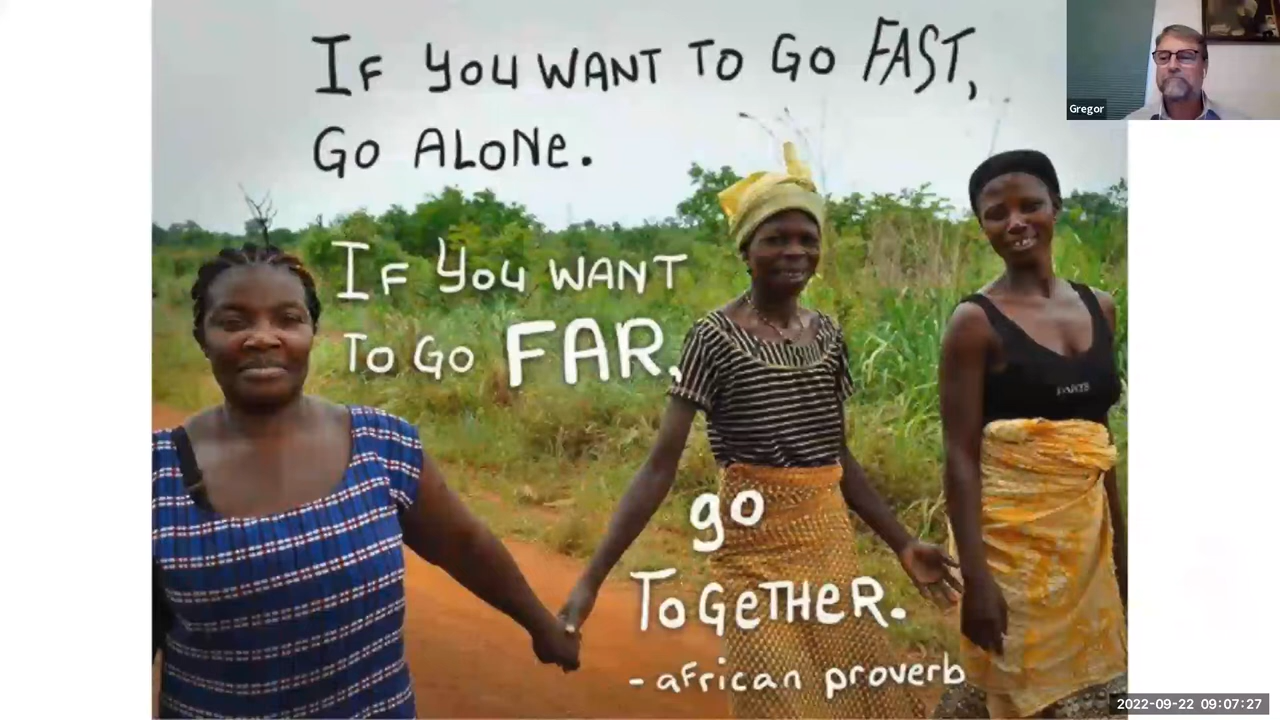 IF YOU WANT TO GO FAST,
GO ALONE.
IF YOU WANT
TO GO FAR,
go
TOGETHER.
- african proverb
Gregor
PARIS
2022-09-22 09:07:27